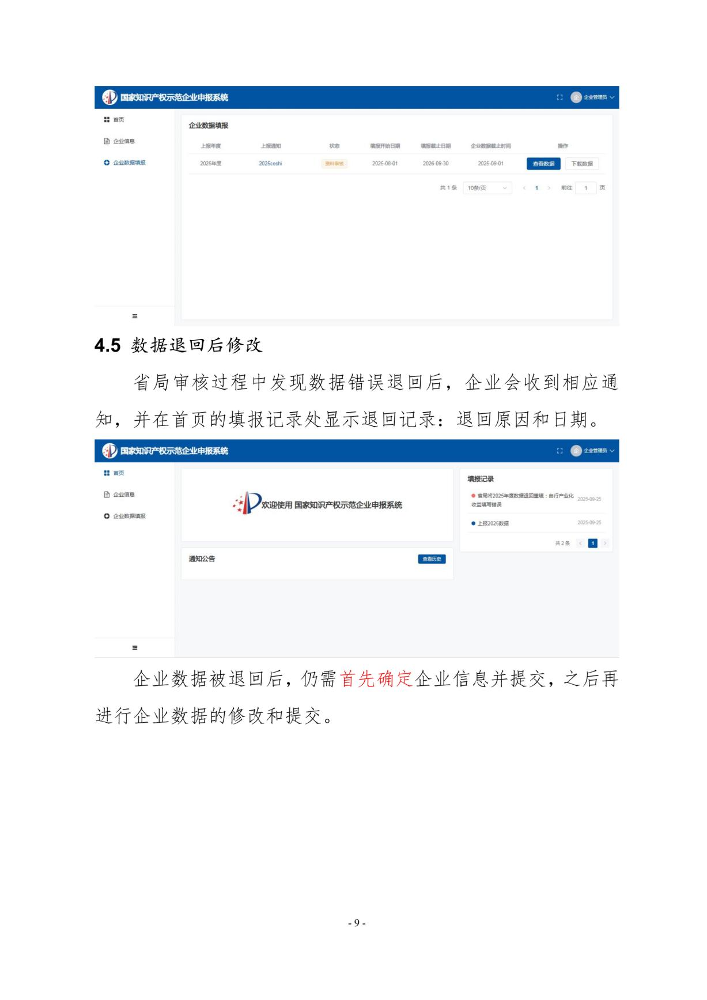 国家知识产权示范企业申报系统
企业管理员
首页
企业信息
企业数据填报
企业数据填报
上报年度 上报通知 状态 填报开始日期 填报截止日期 企业数据截止时间 操作
2025年度 2025ceshi 资料审核 2025-08-01 2026-09-30 2025-09-01 查看数据 下载数据
共 1 条 10条/页 < 1 > 前往 1 页
4.5 数据退回后修改
省局审核过程中发现数据错误退回后，企业会收到相应通
知，并在首页的填报记录处显示退回记录：退回原因和日期。
国家知识产权示范企业申报系统
企业管理员
首页
企业信息
企业数据填报
欢迎使用 国家知识产权示范企业申报系统
通知公告 查看历史
填报记录
省局将2025年度数据退回重填：自行产业化 2025-09-25
收益填写错误
上报2025数据 2025-09-25
共 2 条 < 1 >
企业数据被退回后，仍需首先确定企业信息并提交，之后再
进行企业数据的修改和提交。
- 9 -